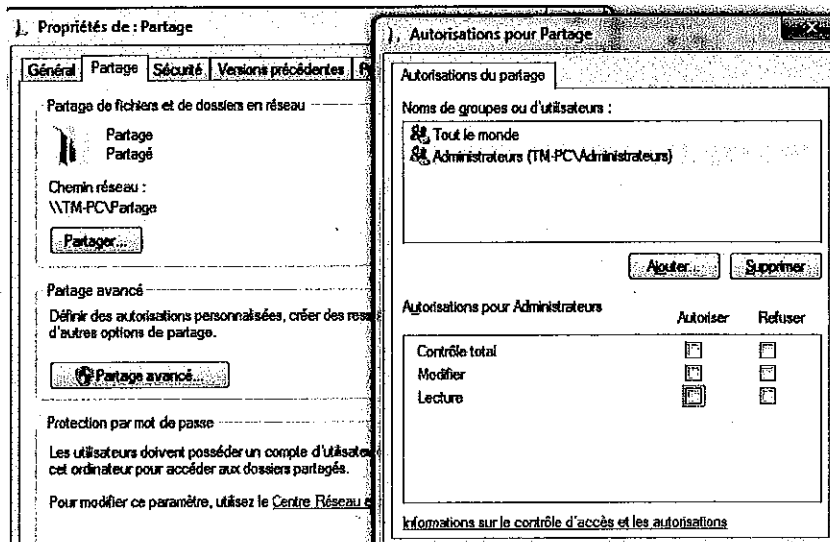 Propriétés de : Partage
Général Partage Sécurité Versions précédentes
Partage de fichiers et de dossiers en réseau
Partage
Partagé
Chemin réseau :
\\TM-PC\Partage
Partager...
Partage avancé
Définir des autorisations personnalisées, créer des
d'autres options de partage.
Partage avancé...
Protection par mot de passe
Les utilisateurs doivent posséder un compte
cet ordinateur pour accéder aux dossiers partagés.
Pour modifier ce paramètre, utilisez le Centre Réseau
Autorisations pour Partage
Autorisations du partage
Noms de groupes ou d'utilisateurs :
Tout le monde
Administrateurs (TM-PC\Administrateurs)
Ajouter... Supprimer
Autorisations pour Administrateurs Autoriser Refuser
Contrôle total
Modifier
Lecture
Informations sur le contrôle d'accès et les autorisations